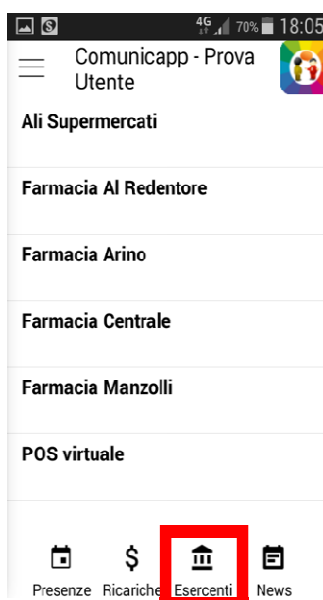 4G 70% 18:05
Comunicapp - Prova
Utente
Ali Supermercati
Farmacia Al Redentore
Farmacia Arino
Farmacia Centrale
Farmacia Manzolli
POS virtuale
Presenze Ricariche Esercenti News